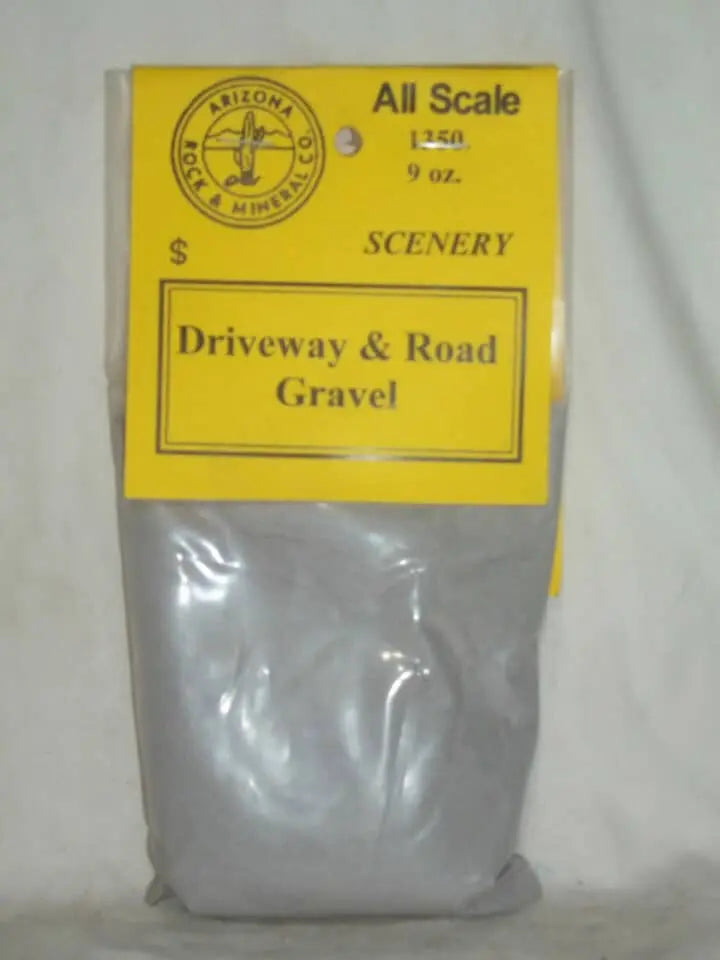 ARIZONA
ROCK & MINERAL CO.
All Scale
1350
9 oz.
$
SCENERY
Driveway & Road
Gravel